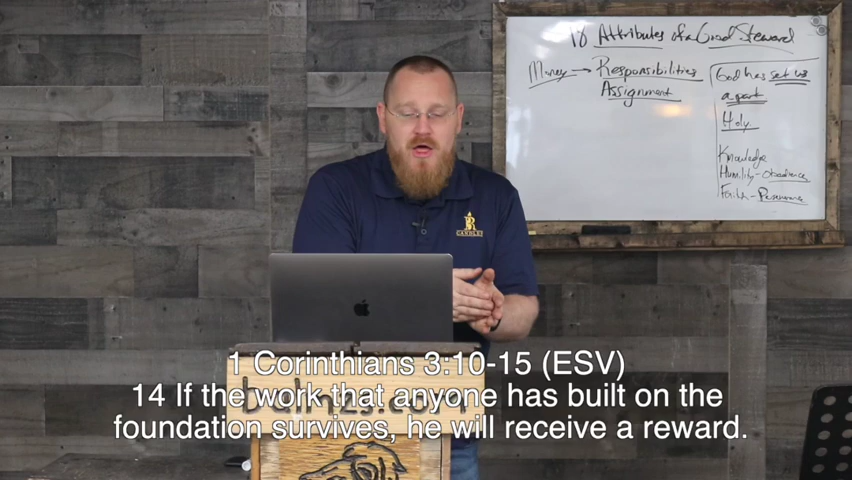 18 Attributes of a Good Steward
Money → Responsibilities
Assignment
God has set us
apart
Holy
Knowledge
Humility - Obedience
Faith - Perseverance
CARNLEY
1 Corinthians 3:10-15 (ESV)
14 If the work that anyone has built on the
foundation survives, he will receive a reward.